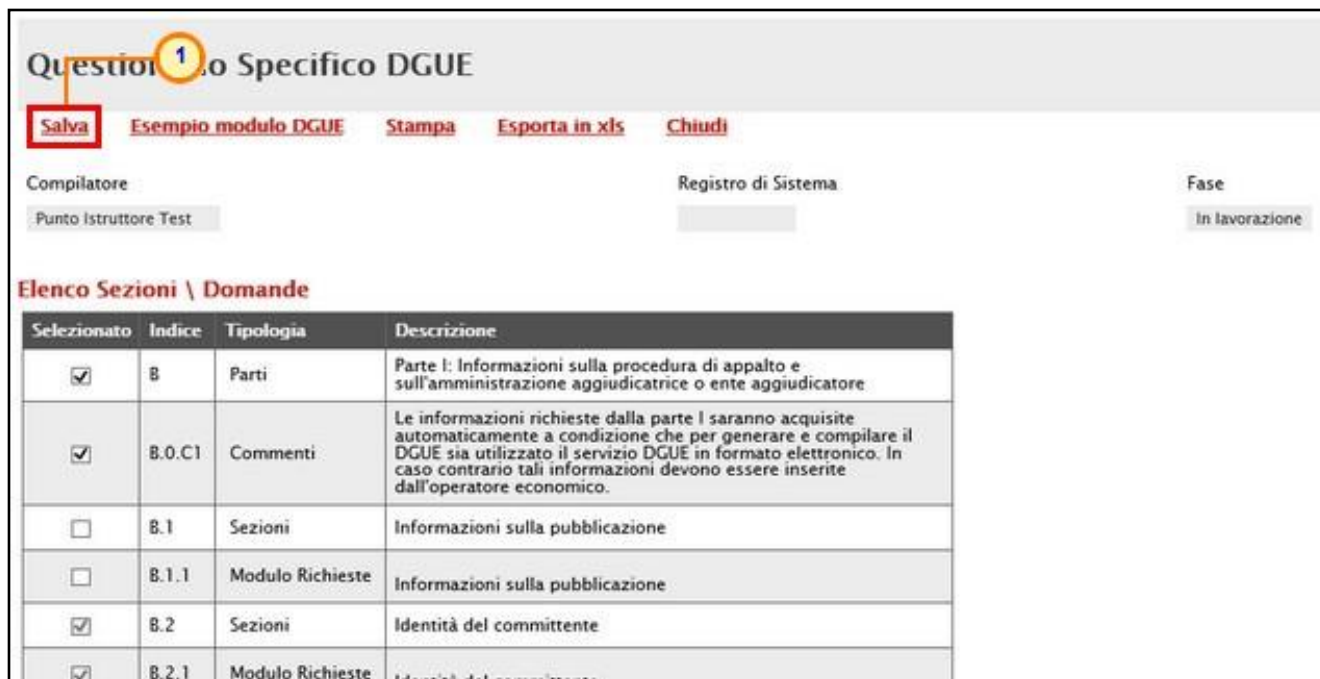 Questio o Specifico DGUE
1
Salva Esempio modulo DGUE Stampa Esporta in xls Chiudi
Compilatore Registro di Sistema Fase
Punto Istruttore Test In lavorazione
Elenco Sezioni \ Domande
Selezionato Indice Tipologia Descrizione
B Parti Parte I: Informazioni sulla procedura di appalto e
sull'amministrazione aggiudicatrice o ente aggiudicatore
Le informazioni richieste dalla parte I saranno acquisite
automaticamente a condizione che per generare e compilare il
B.0.C1 Commenti DGUE sia utilizzato il servizio DGUE in formato elettronico. In
caso contrario tali informazioni devono essere inserite
dall'operatore economico.
B.1 Sezioni Informazioni sulla pubblicazione
B.1.1 Modulo Richieste Informazioni sulla pubblicazione
B.2 Sezioni Identità del committente
B.2.1 Modulo Richieste Identità del committente